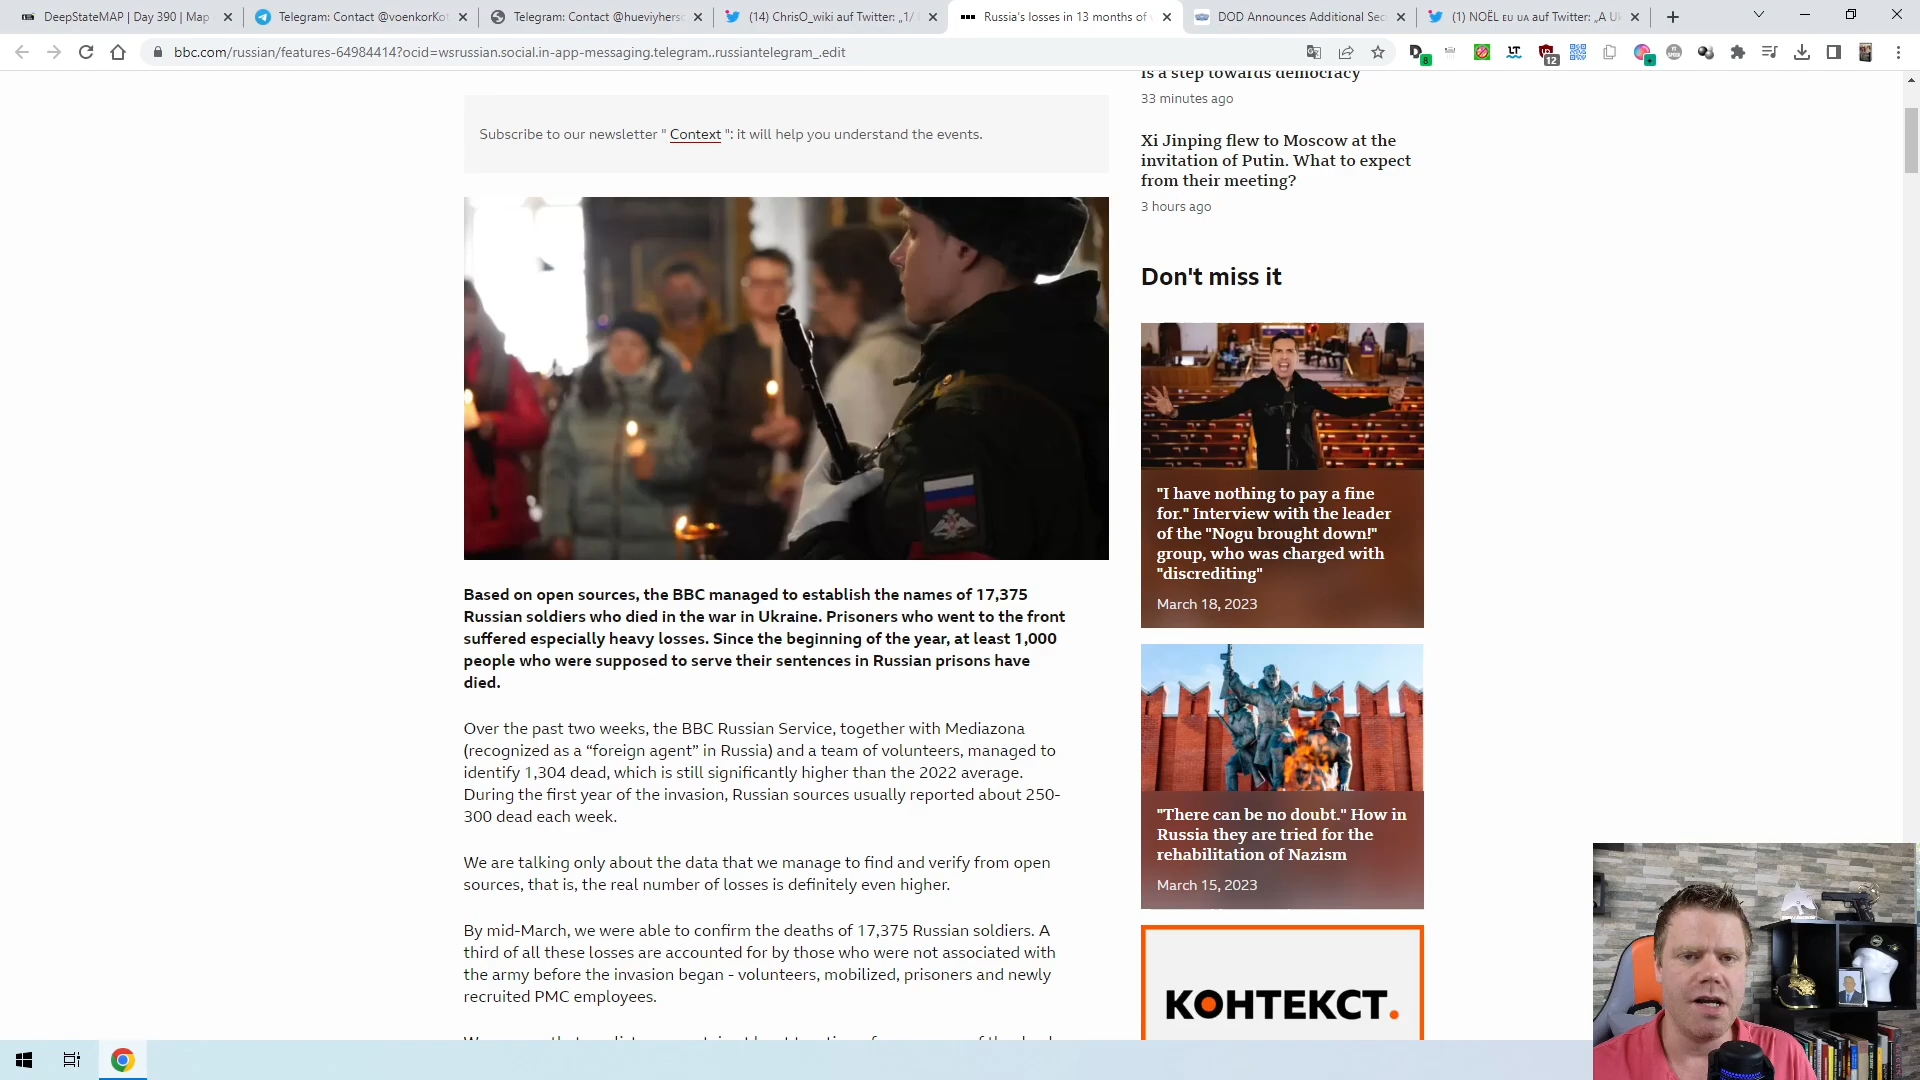 DeepStateMAP | Day 390 | Map
Telegram: Contact @voenkorKot
Telegram: Contact @hueviyherso
(14) ChrisO_wiki auf Twitter: „1/
Russia's losses in 13 months of
DOD Announces Additional Sec
(1) NOËL EU UA auf Twitter: „A U
bbc.com/russian/features-64984414?ocid=wsrussian.social.in-app-messaging.telegram..russiantelegram_.edit
8
12
Subscribe to our newsletter " Context ": it will help you understand the events.
Based on open sources, the BBC managed to establish the names of 17,375
Russian soldiers who died in the war in Ukraine. Prisoners who went to the front
suffered especially heavy losses. Since the beginning of the year, at least 1,000
people who were supposed to serve their sentences in Russian prisons have
died.
Over the past two weeks, the BBC Russian Service, together with Mediazona
(recognized as a “foreign agent” in Russia) and a team of volunteers, managed to
identify 1,304 dead, which is still significantly higher than the 2022 average.
During the first year of the invasion, Russian sources usually reported about 250-
300 dead each week.
We are talking only about the data that we manage to find and verify from open
sources, that is, the real number of losses is definitely even higher.
By mid-March, we were able to confirm the deaths of 17,375 Russian soldiers. A
third of all these losses are accounted for by those who were not associated with
the army before the invasion began - volunteers, mobilized, prisoners and newly
recruited PMC employees.
is a step towards democracy
33 minutes ago
Xi Jinping flew to Moscow at the
invitation of Putin. What to expect
from their meeting?
3 hours ago
Don't miss it
"I have nothing to pay a fine
for." Interview with the leader
of the "Nogu brought down!"
group, who was charged with
"discrediting"
March 18, 2023
"There can be no doubt." How in
Russia they are tried for the
rehabilitation of Nazism
March 15, 2023
КОНТЕКСТ.